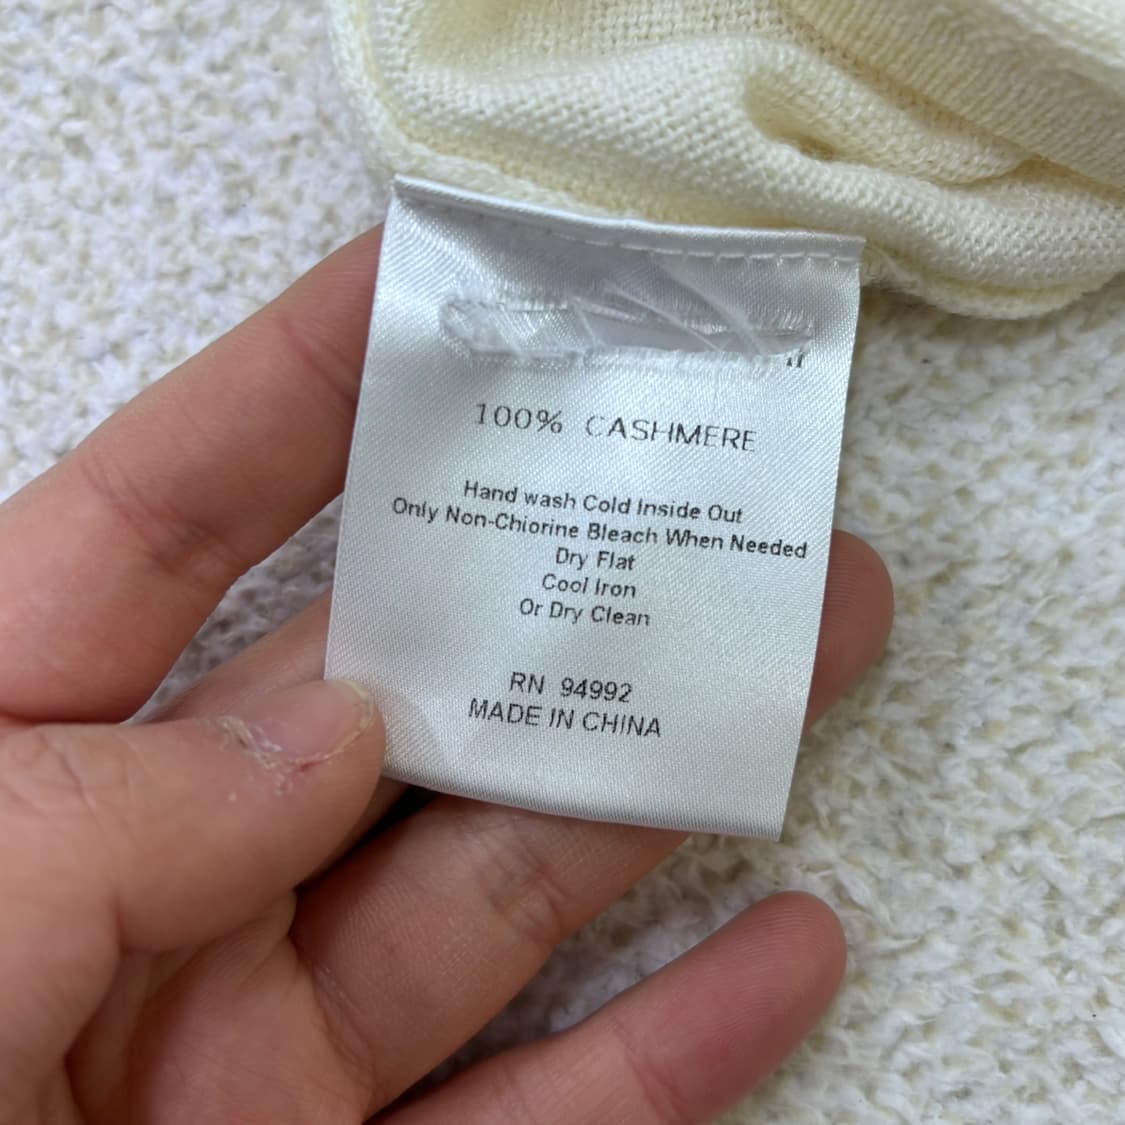 100% CASHMERE
Hand wash Cold Inside Out
Only Non-Chiorine Bleach When Needed
Dry Flat
Cool Iron
Or Dry Clean
RN 94992
MADE IN CHINA